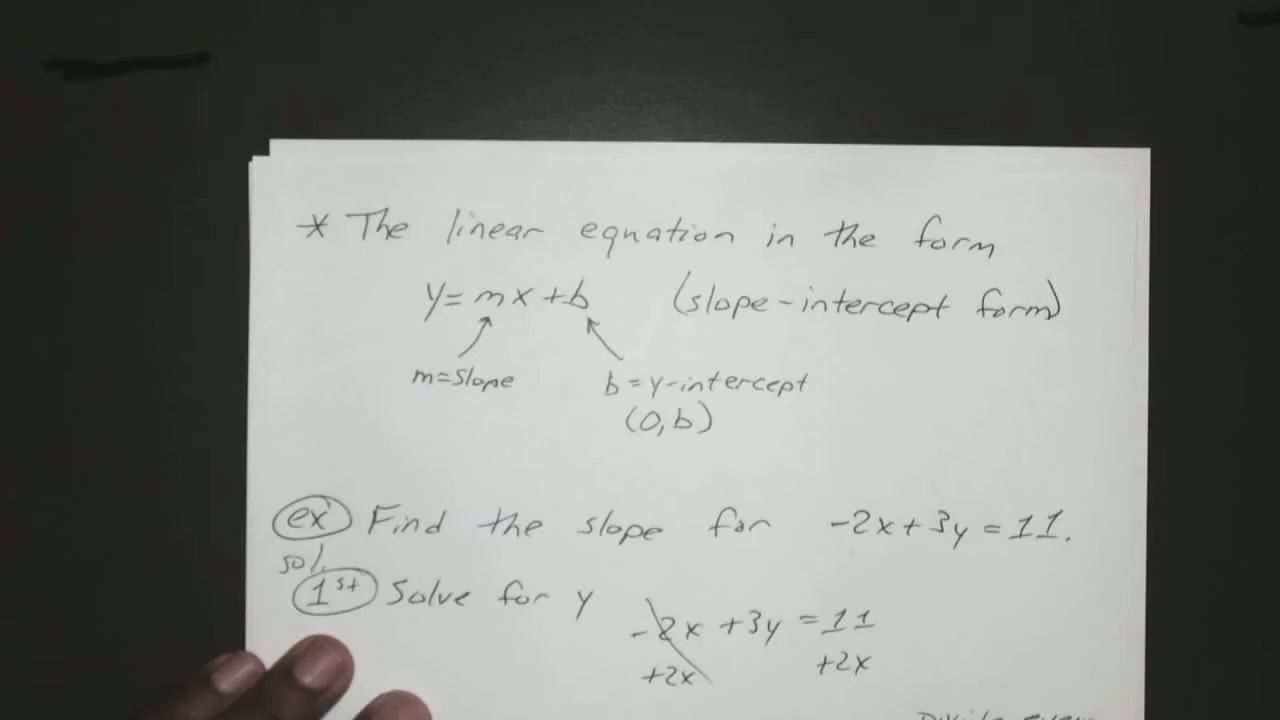 * The linear equation in the form
y = mx + b (slope-intercept form)
m = slope b = y-intercept
(0, b)
ex Find the slope for -2x + 3y = 11.
sol.
1st Solve for y
-2x + 3y = 11
+2x +2x